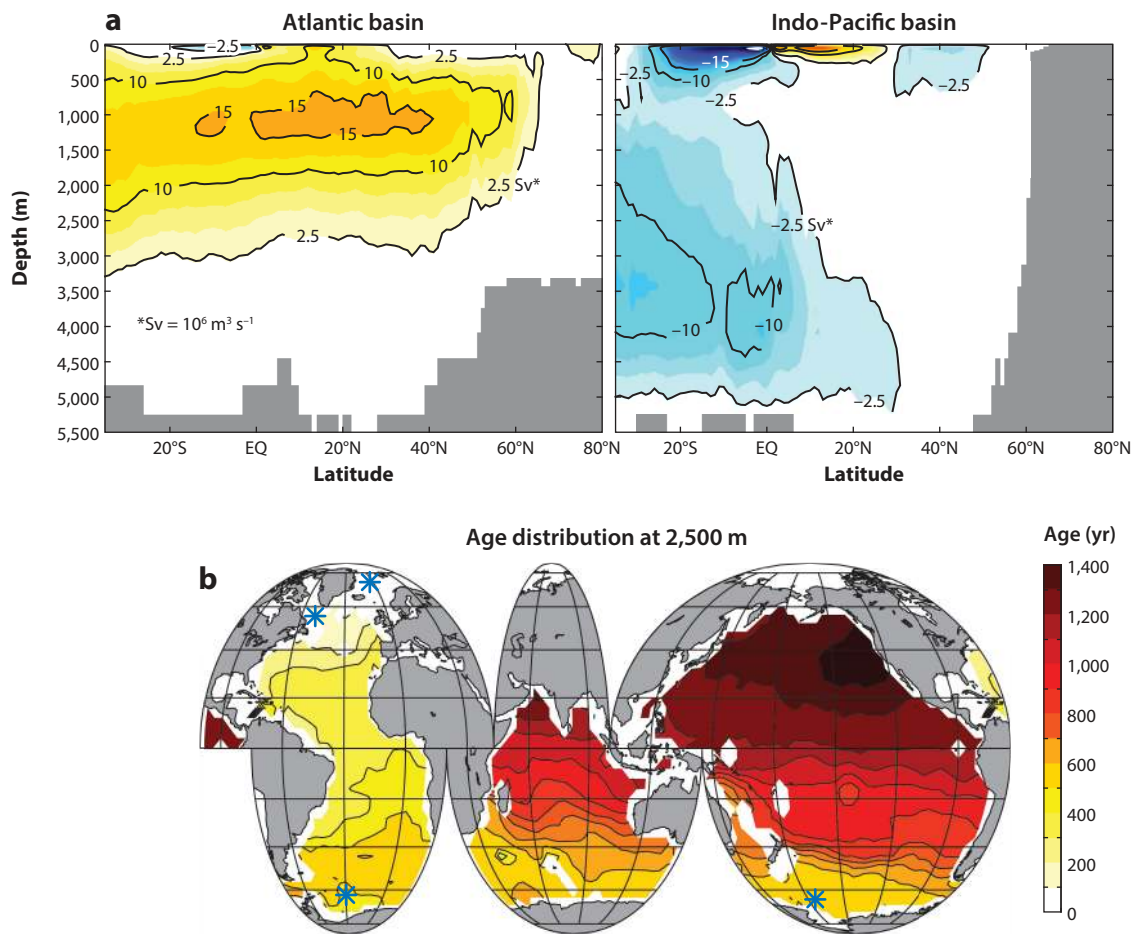 a
Atlantic basin
Indo-Pacific basin
0
500
1,000
1,500
2,000
2,500
3,000
3,500
4,000
4,500
5,000
5,500
Depth (m)
-2.5
2.5
2.5
10
10
15
15
15
10
10
2.5 Sv*
2.5
*Sv = 10⁶ m³ s⁻¹
20°S
EQ
20°N
40°N
60°N
80°N
Latitude
−2.5
−15
−10
−2.5
−2.5
−2.5 Sv*
−10
−10
−2.5
20°S
EQ
20°N
40°N
60°N
80°N
Latitude
Age distribution at 2,500 m
b
Age (yr)
1,400
1,200
1,000
800
600
400
200
0